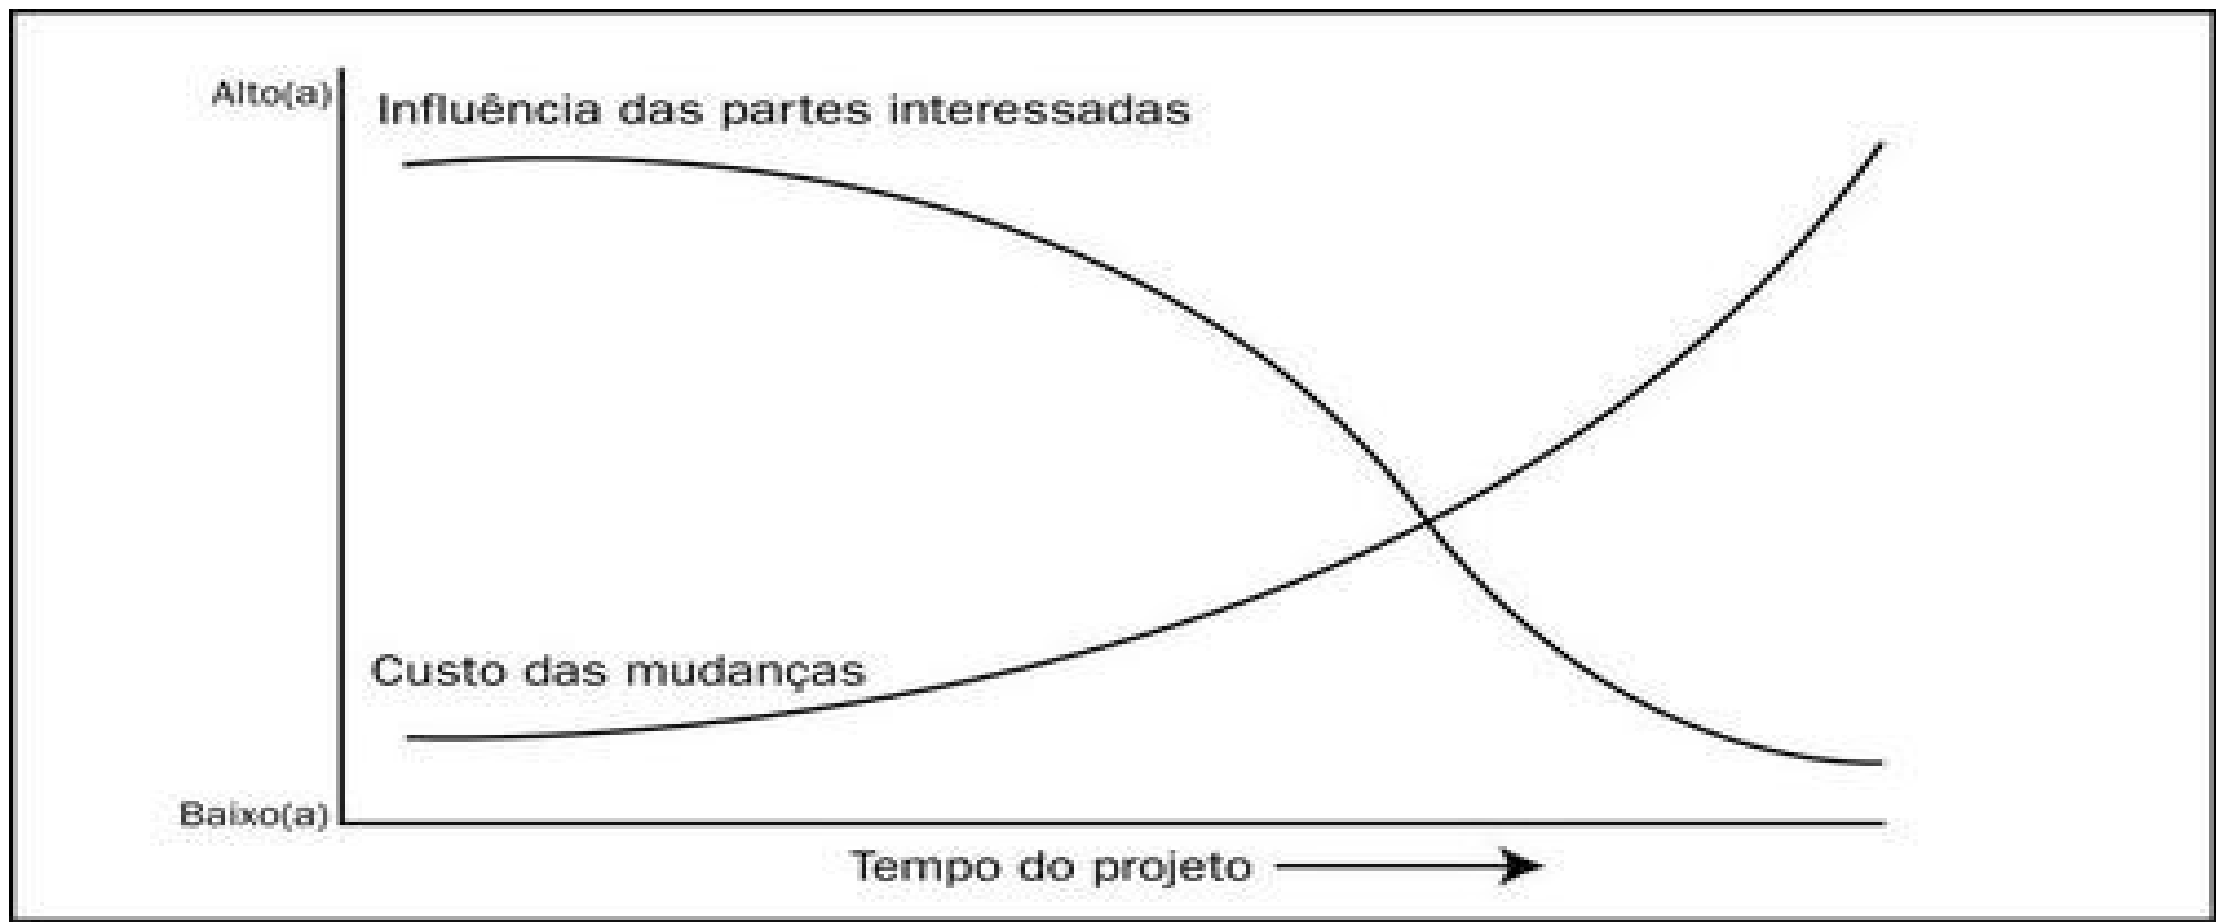 Alto(a)
Influência das partes interessadas
Custo das mudanças
Baixo(a)
Tempo do projeto